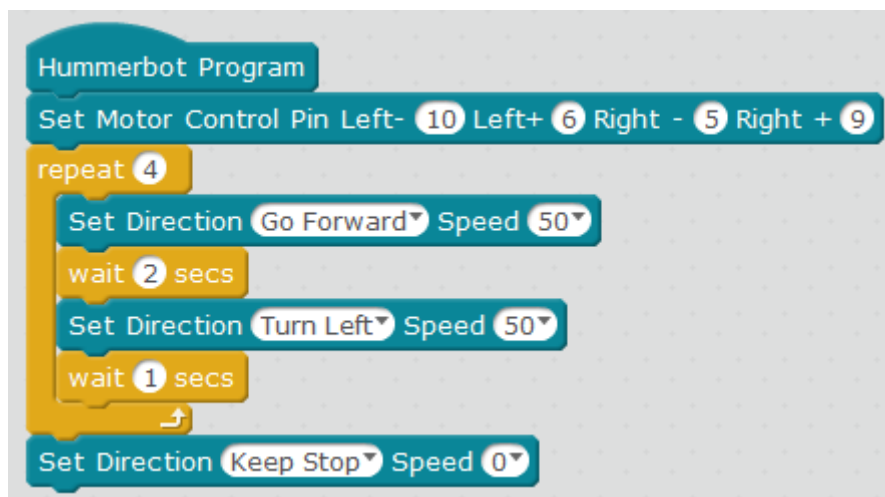 Hummerbot Program
Set Motor Control Pin Left- 10 Left+ 6 Right - 5 Right + 9
repeat 4
Set Direction Go Forward Speed 50
wait 2 secs
Set Direction Turn Left Speed 50
wait 1 secs
Set Direction Keep Stop Speed 0